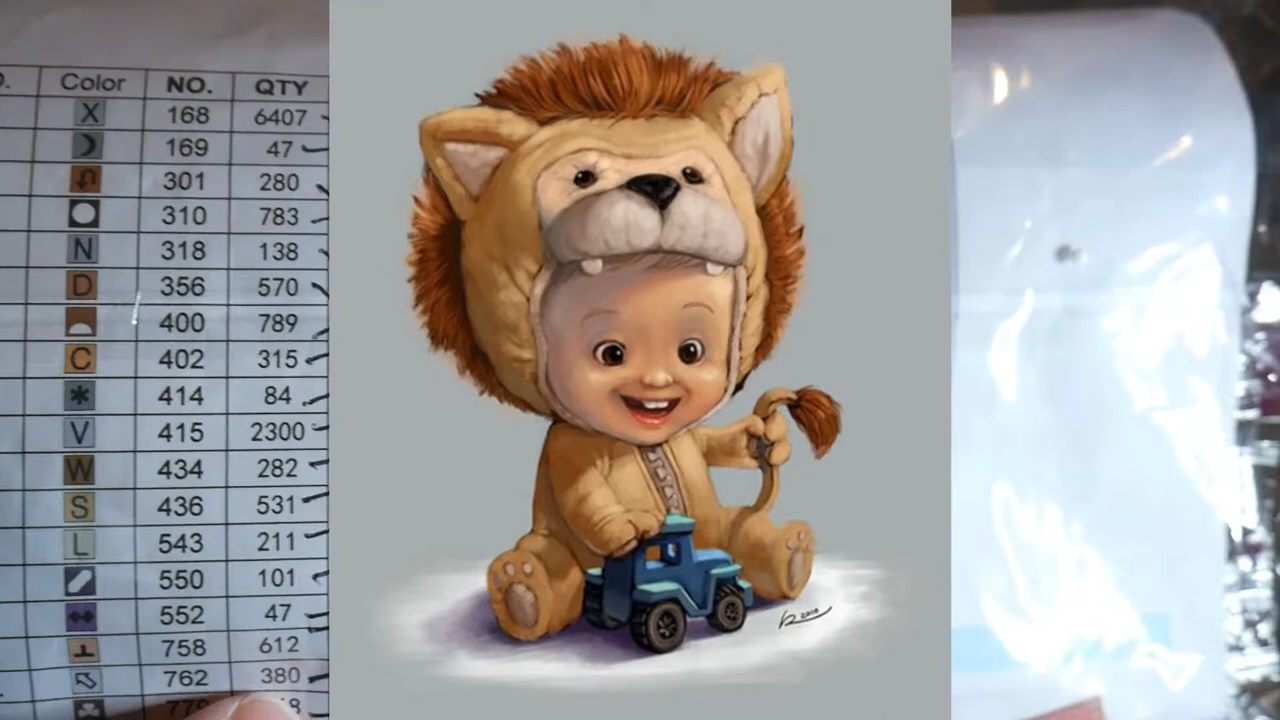 Color NO. QTY
X 168 6407
169 47
301 280
310 783
N 318 138
D 356 570
400 789
C 402 315
* 414 84
V 415 2300
W 434 282
S 436 531
L 543 211
550 101
552 47
758 612
762 380
2010